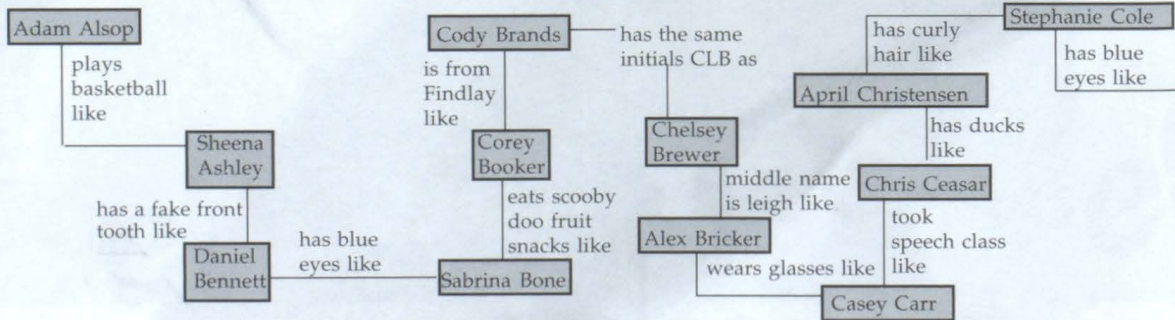 Adam Alsop
plays
basketball
like
Sheena
Ashley
has a fake front
tooth like
Daniel
Bennett
has blue
eyes like
Sabrina Bone
eats scooby
doo fruit
snacks like
Corey
Booker
is from
Findlay
like
Cody Brands
has the same
initials CLB as
Chelsey
Brewer
middle name
is leigh like
Alex Bricker
wears glasses like
Casey Carr
took
speech class
like
Chris Ceasar
has ducks
like
April Christensen
has curly
hair like
Stephanie Cole
has blue
eyes like